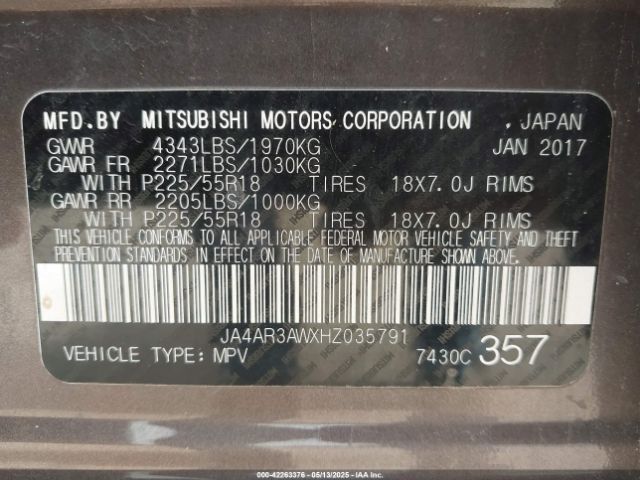 MFD.BY MITSUBISHI MOTORS CORPORATION , JAPAN
GVWR 4343LBS/1970KG JAN 2017
GAWR FR 2271LBS/1030KG
WITH P225/55R18 TIRES 18X7.0J RIMS
GAWR RR 2205LBS/1000KG
WITH P225/55R18 TIRES 18X7.0J RIMS
THIS VEHICLE CONFORMS TO ALL APPLICABLE FEDERAL MOTOR VEHICLE SAFETY AND THEFT
PREVENTION STANDARDS IN EFFECT ON THE DATE OF MANUFACTURE SHOWN ABOVE.
JA4AR3AWXHZ035791
VEHICLE TYPE: MPV 7430C 357
000-42263376 - 05/13/2025 - IAA Inc.